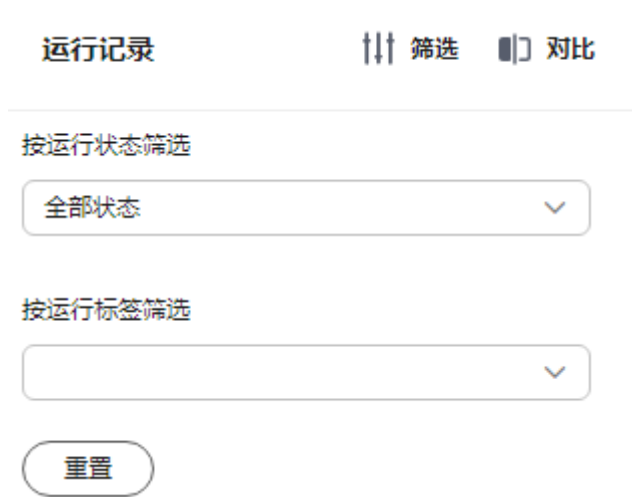 运行记录 筛选 对比
按运行状态筛选
全部状态
按运行标签筛选
重置